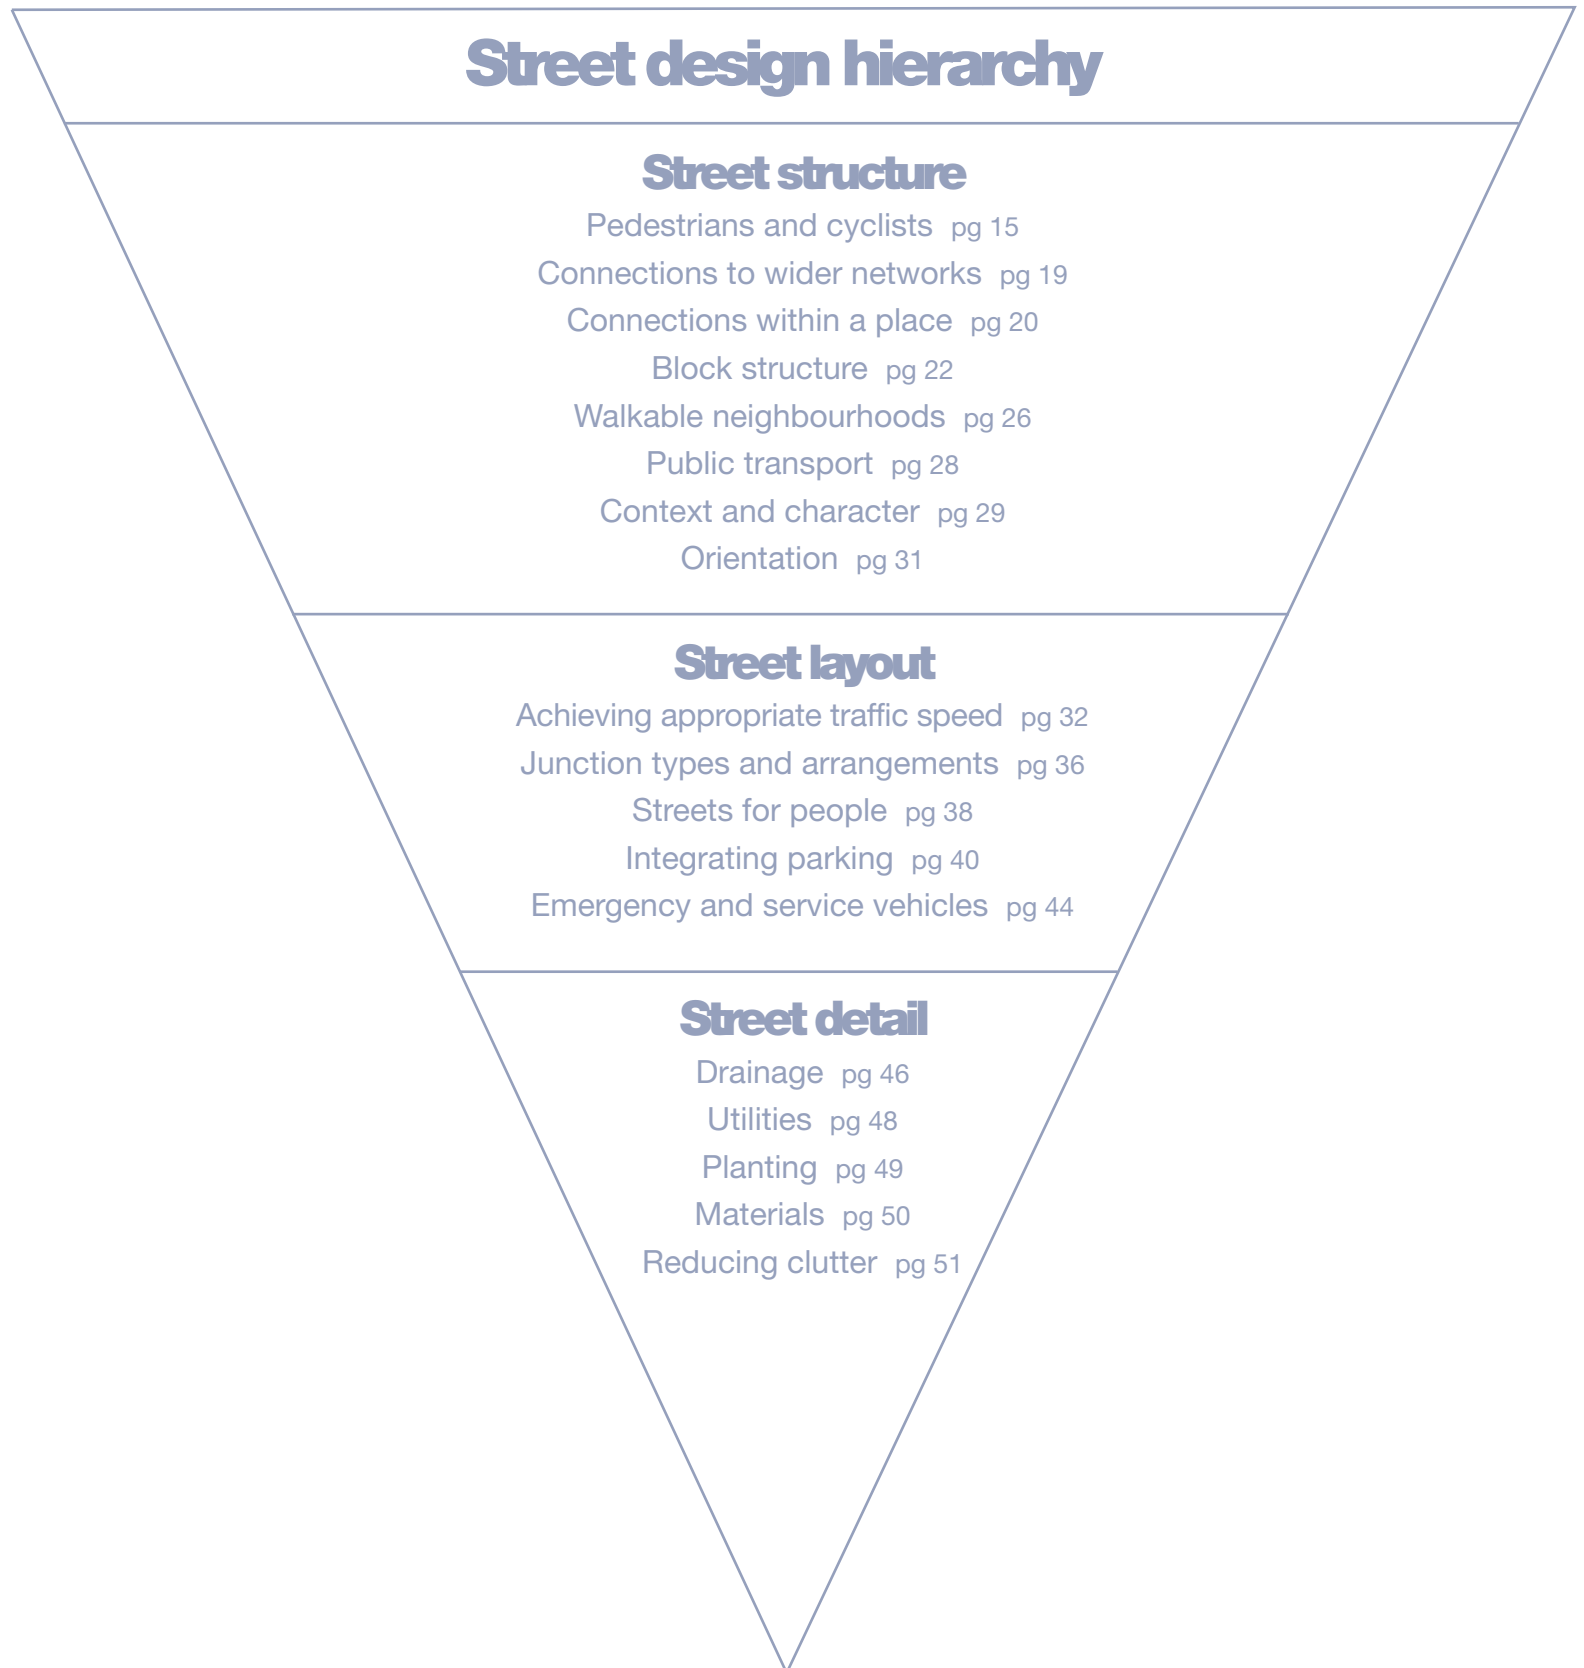 Street design hierarchy
Street structure
Pedestrians and cyclists pg 15
Connections to wider networks pg 19
Connections within a place pg 20
Block structure pg 22
Walkable neighbourhoods pg 26
Public transport pg 28
Context and character pg 29
Orientation pg 31
Street layout
Achieving appropriate traffic speed pg 32
Junction types and arrangements pg 36
Streets for people pg 38
Integrating parking pg 40
Emergency and service vehicles pg 44
Street detail
Drainage pg 46
Utilities pg 48
Planting pg 49
Materials pg 50
Reducing clutter pg 51